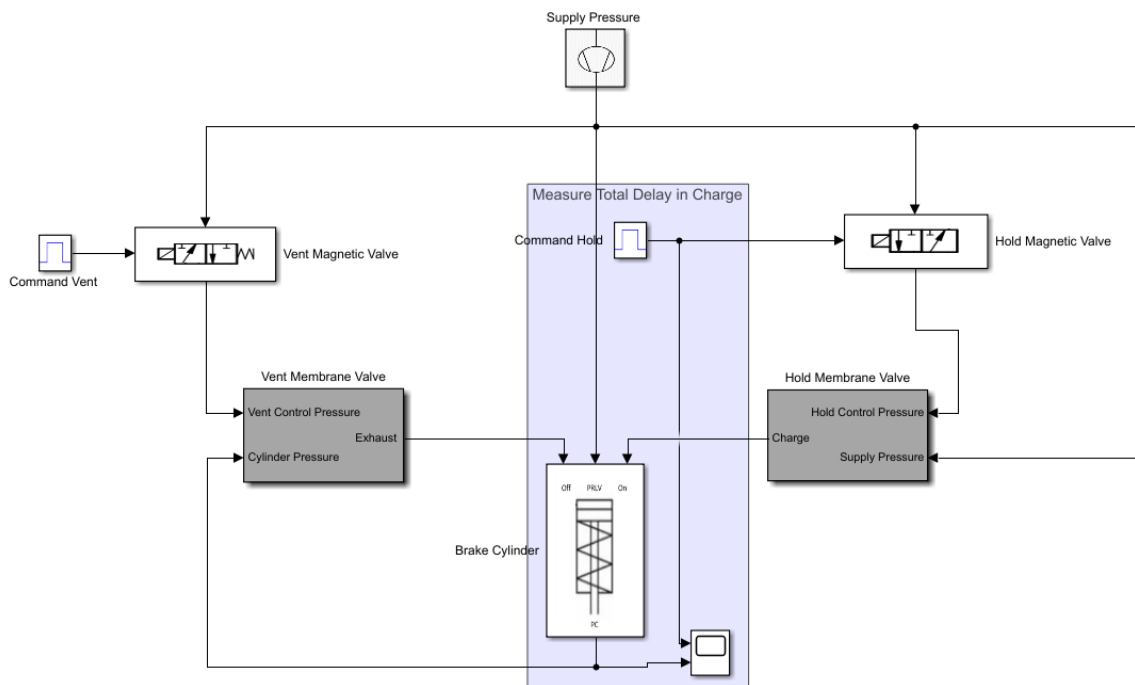 Supply Pressure
Measure Total Delay in Charge
Command Hold
Hold Magnetic Valve
Vent Magnetic Valve
Command Vent
Vent Membrane Valve
Hold Membrane Valve
Vent Control Pressure
Hold Control Pressure
Exhaust
Charge
Cylinder Pressure
Supply Pressure
Off
PRLV
On
Brake Cylinder
PC